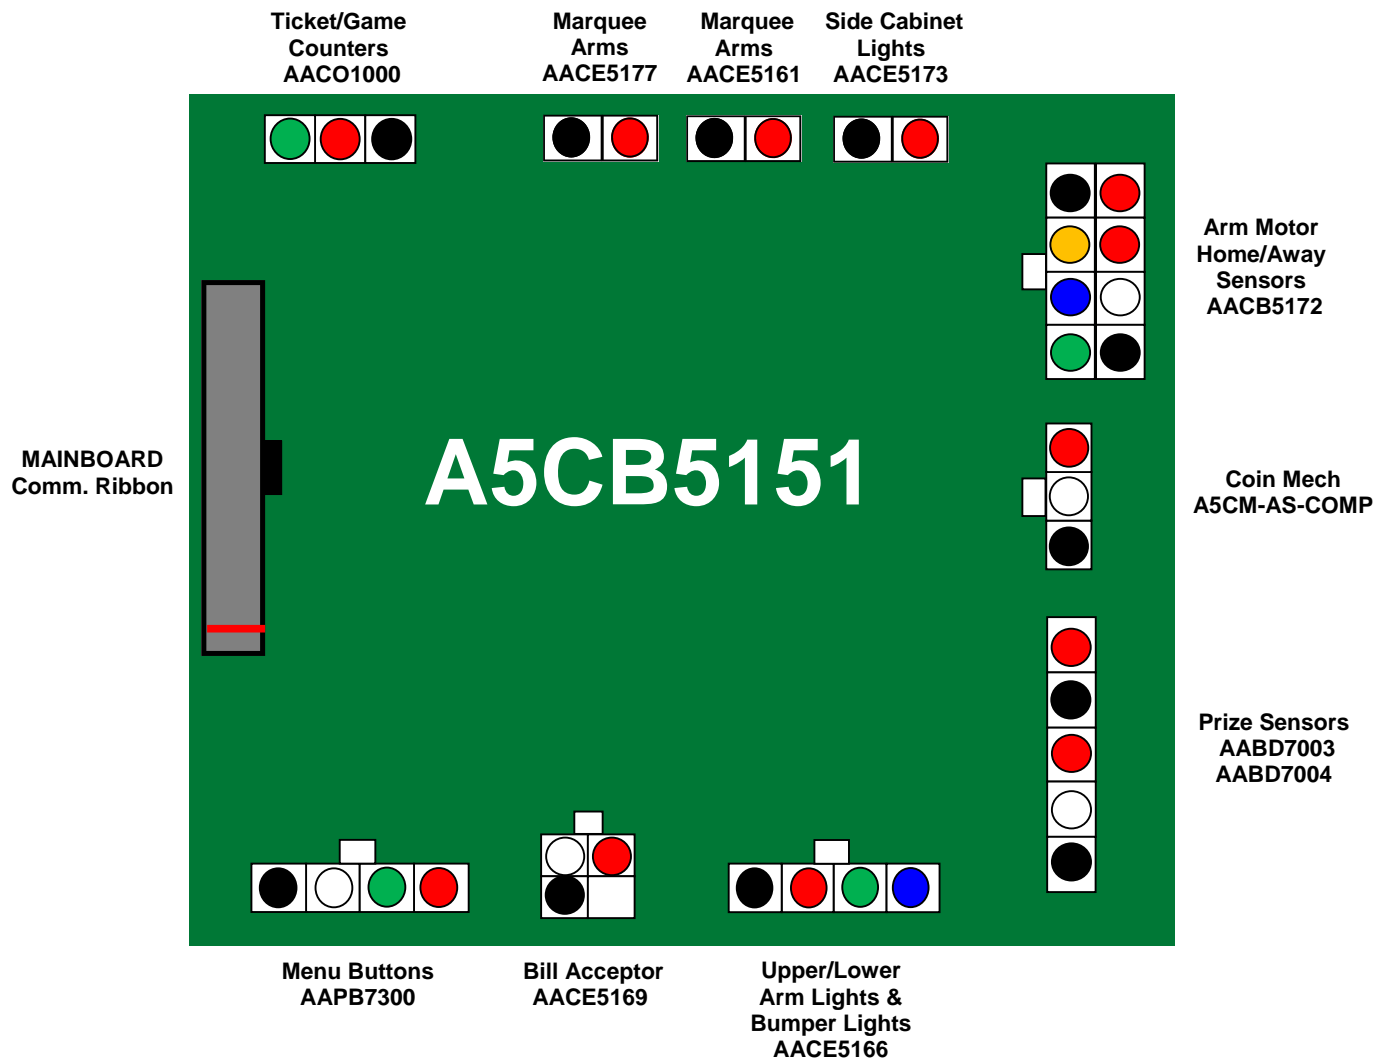 Ticket/Game
Counters
AACO1000
Marquee
Arms
AACE5177
Marquee
Arms
AACE5161
Side Cabinet
Lights
AACE5173
Arm Motor
Home/Away
Sensors
AACB5172
MAINBOARD
Comm. Ribbon
A5CB5151
Coin Mech
A5CM-AS-COMP
Prize Sensors
AABD7003
AABD7004
Menu Buttons
AAPB7300
Bill Acceptor
AACE5169
Upper/Lower
Arm Lights &
Bumper Lights
AACE5166